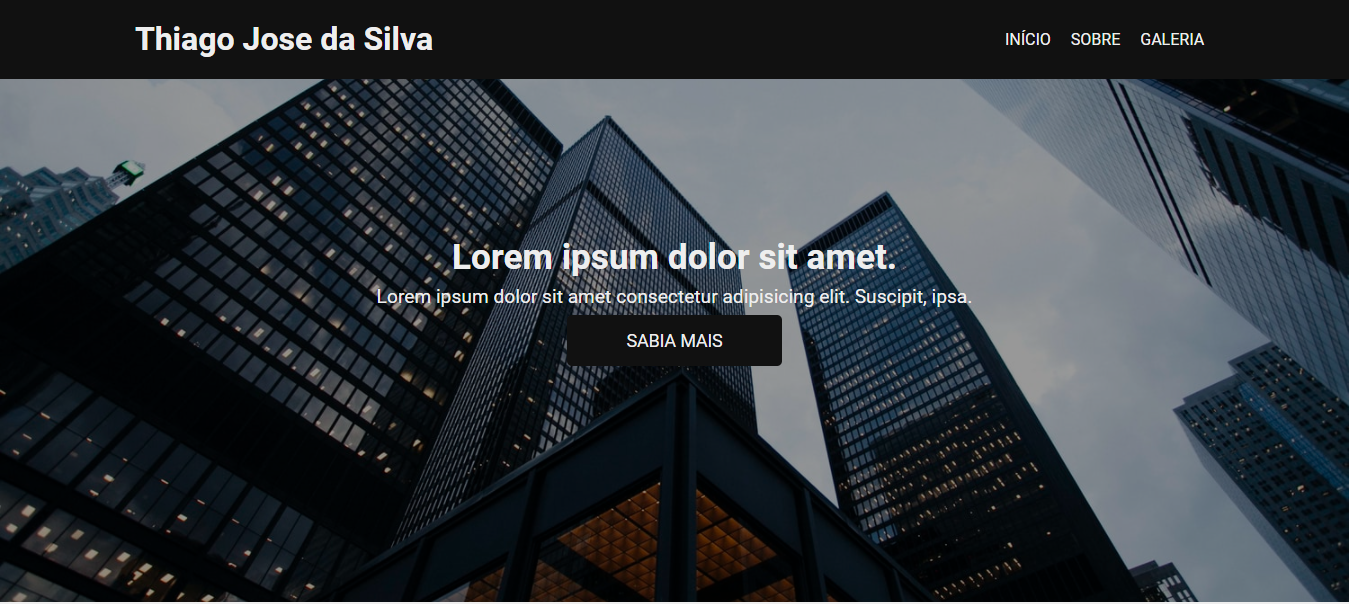 Thiago Jose da Silva
INÍCIO SOBRE GALERIA
Lorem ipsum dolor sit amet.
Lorem ipsum dolor sit amet consectetur adipisicing elit. Suscipit, ipsa.
SABIA MAIS